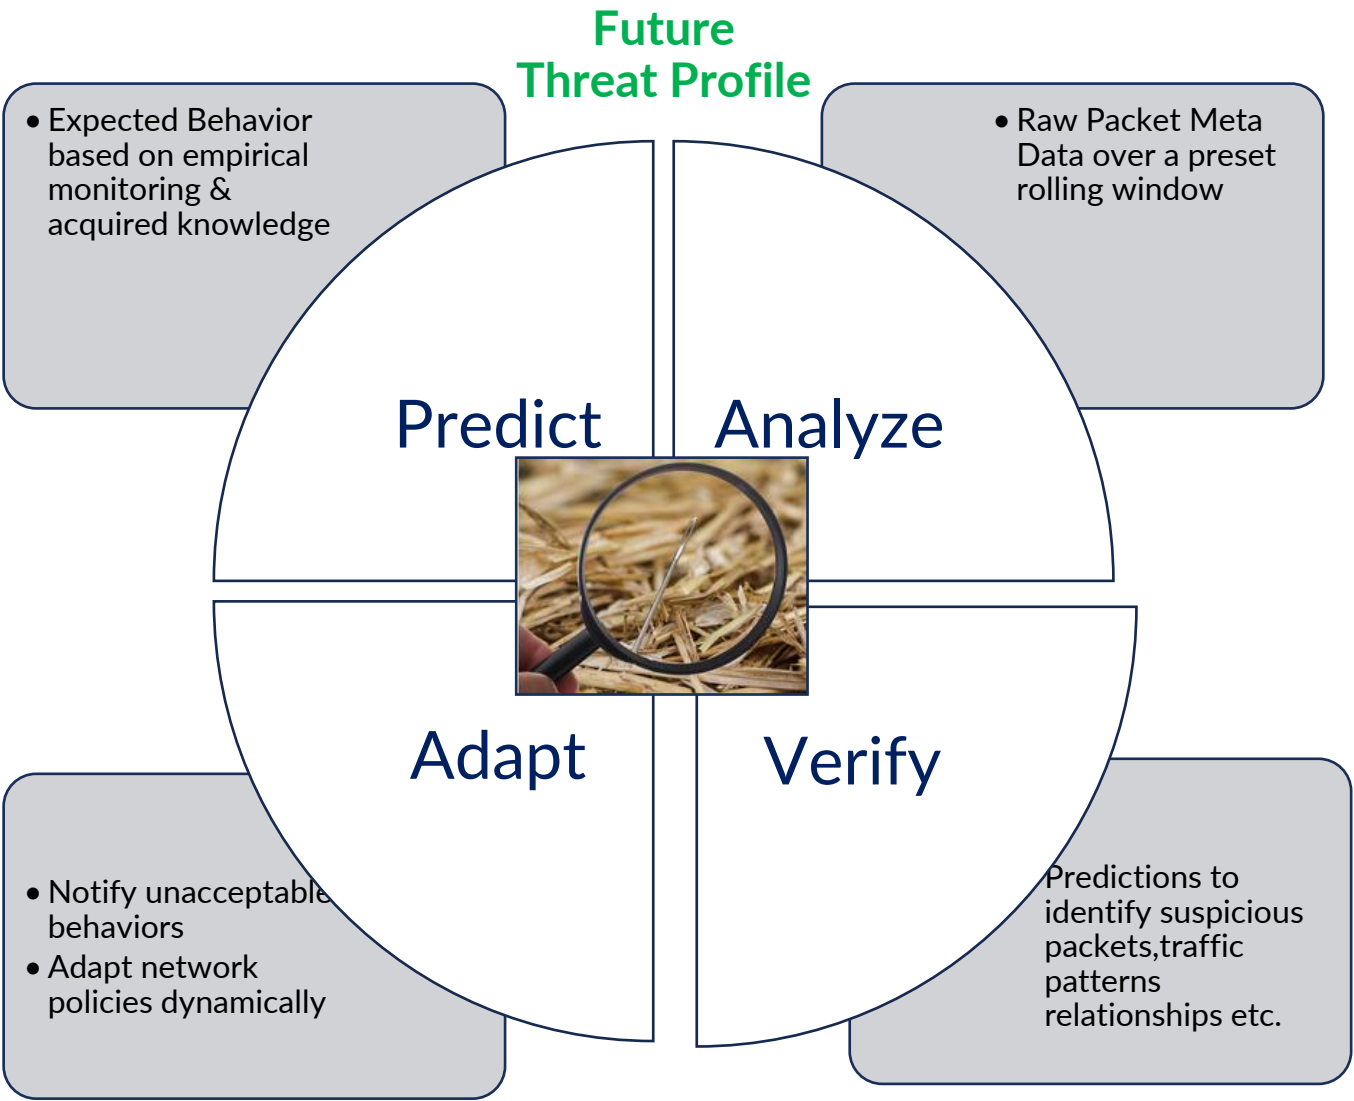 Future
Threat Profile
• Expected Behavior
based on empirical
monitoring &
acquired knowledge
• Raw Packet Meta
Data over a preset
rolling window
Predict
Analyze
Adapt
Verify
• Notify unacceptable
behaviors
• Adapt network
policies dynamically
Predictions to
identify suspicious
packets,traffic
patterns
relationships etc.